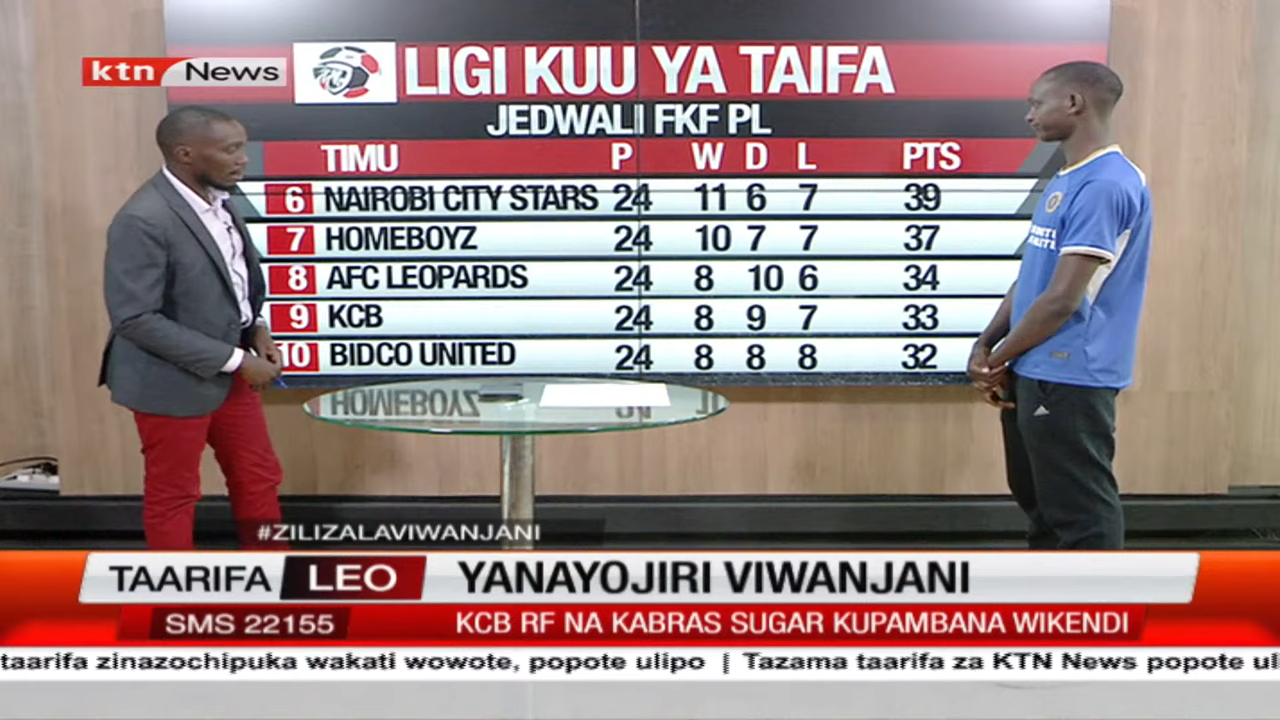 ktn News
LIGI KUU YA TAIFA
JEDWALI FKF PL
TIMU P W D L PTS
6 NAIROBI CITY STARS 24 11 6 7 39
7 HOMEBOYZ 24 10 7 7 37
8 AFC LEOPARDS 24 8 10 6 34
9 KCB 24 8 9 7 33
10 BIDCO UNITED 24 8 8 8 32
#ZILIZALAVIWANJANI
TAARIFA LEO YANAYOJIRI VIWANJANI
SMS 22155 KCB RF NA KABRAS SUGAR KUPAMBANA WIKENDI
taarifa zinazochipuka wakati wowote, popote ulipo | Tazama taarifa za KTN News popote uli